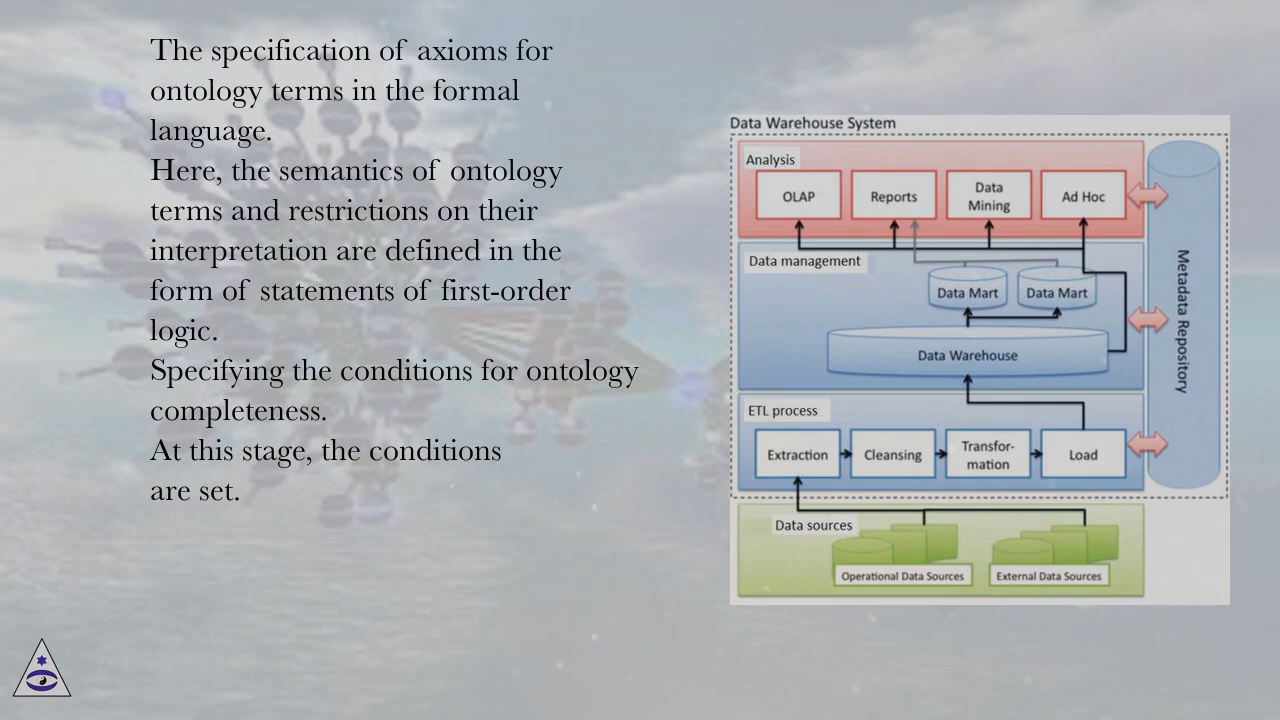 The specification of axioms for
ontology terms in the formal
language.
Here, the semantics of ontology
terms and restrictions on their
interpretation are defined in the
form of statements of first-order
logic.
Specifying the conditions for ontology
completeness.
At this stage, the conditions
are set.
Data Warehouse System
Analysis
OLAP
Reports
Data
Mining
Ad Hoc
Data management
Data Mart
Data Mart
Data Warehouse
ETL process
Extraction
Cleansing
Transfor-
mation
Load
Metadata Repository
Data sources
Operational Data Sources
External Data Sources